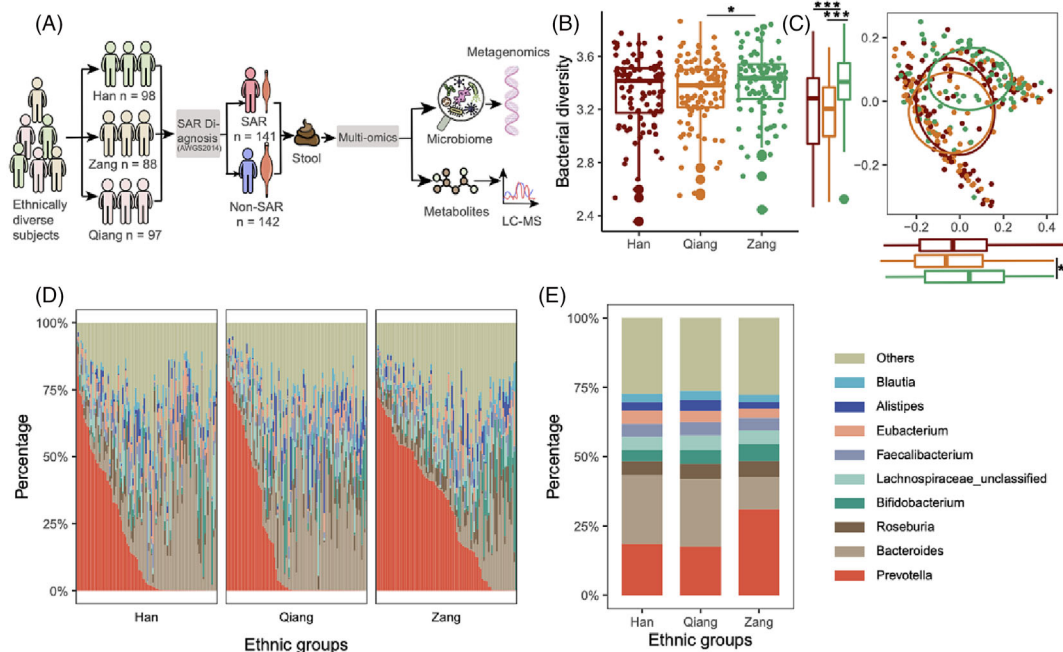 (A)
Ethnically
diverse
subjects
Han n = 98
Zang n = 88
Qiang n = 97
SAR Di-
agnosis
(AWGS2019)
SAR
n = 141
Non-SAR
n = 142
Stool
Multi-omics
Metagenomics
Microbiome
Metabolites
LC-MS
(B)
Bacterial diversity
3.6
3.2
2.8
2.4
*
Han
Qiang
Zang
(C)
***
***
0.2
0.0
−0.2
−0.2
0.0
0.2
0.4
*
(D)
Percentage
100%
75%
50%
25%
0%
Han
Qiang
Zang
Ethnic groups
(E)
Percentage
100%
75%
50%
25%
0%
Han
Qiang
Zang
Ethnic groups
Others
Blautia
Alistipes
Eubacterium
Faecalibacterium
Lachnospiraceae_unclassified
Bifidobacterium
Roseburia
Bacteroides
Prevotella